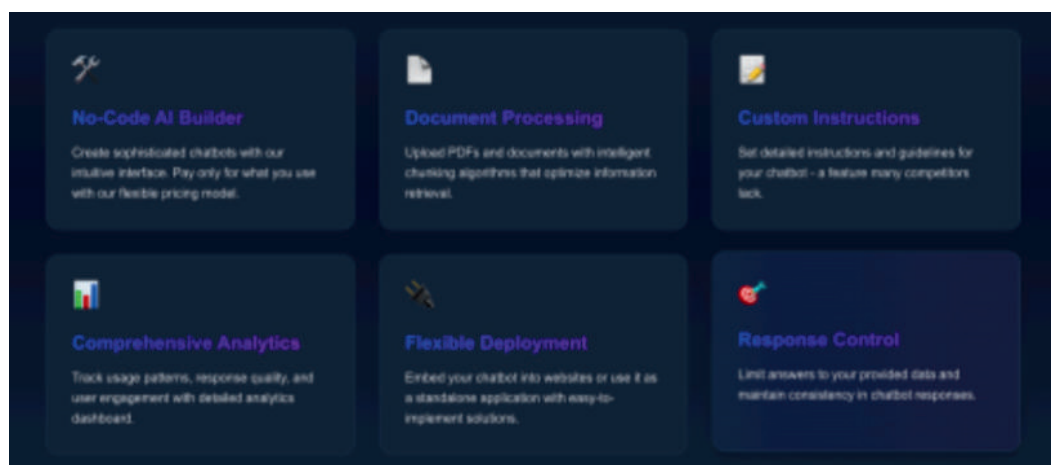 No-Code AI Builder
Create sophisticated chatbots with our
intuitive interface. Pay only for what you use
with our flexible pricing model.
Document Processing
Upload PDFs and documents with intelligent
chunking algorithms that optimize information
retrieval.
Custom Instructions
Set detailed instructions and guidelines for
your chatbot - a feature many competitors
lack.
Comprehensive Analytics
Track usage patterns, response quality, and
user engagement with detailed analytics
dashboard.
Flexible Deployment
Embed your chatbot into websites or use it as
a standalone application with easy-to-
implement solutions.
Response Control
Limit answers to your provided data and
maintain consistency in chatbot responses.